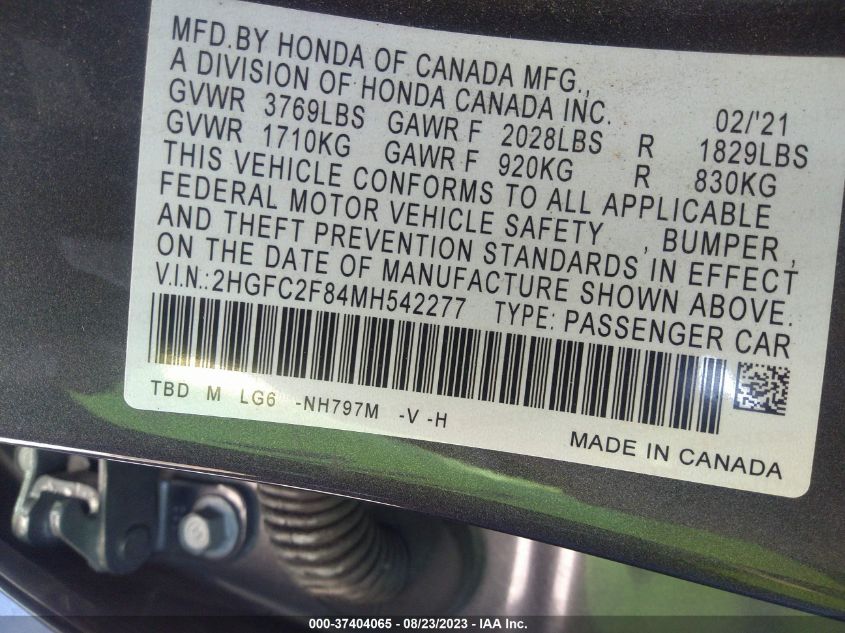 MFD.BY HONDA OF CANADA MFG.,
A DIVISION OF HONDA CANADA INC. 02/'21
GVWR 3769LBS GAWR F 2028LBS R 1829LBS
GVWR 1710KG GAWR F 920KG R 830KG
THIS VEHICLE CONFORMS TO ALL APPLICABLE
FEDERAL MOTOR VEHICLE SAFETY , BUMPER ,
AND THEFT PREVENTION STANDARDS IN EFFECT
ON THE DATE OF MANUFACTURE SHOWN ABOVE.
V.I.N.:2HGFC2F84MH542277 TYPE: PASSENGER CAR
TBD M LG6 -NH797M -V -H
MADE IN CANADA
000-37404065 - 08/23/2023 - IAA Inc.